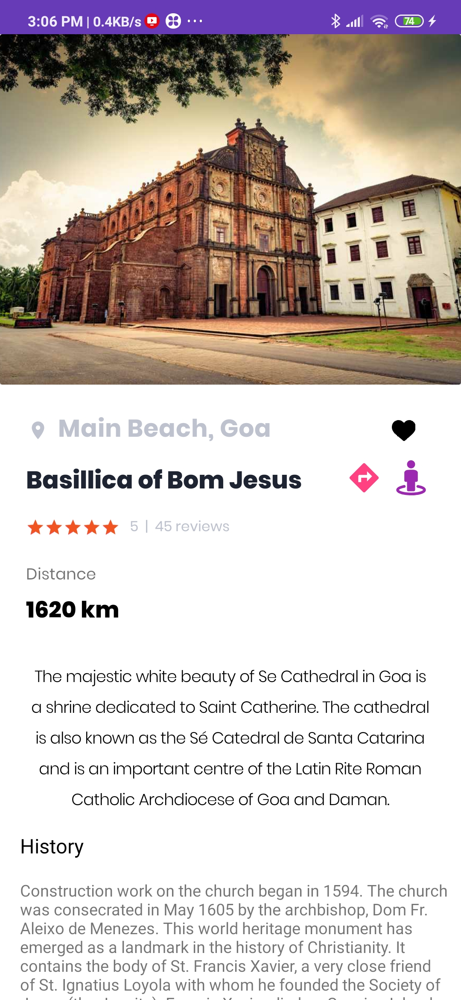 3:06 PM | 0.4KB/s
74
Main Beach, Goa
Basillica of Bom Jesus
5 | 45 reviews
Distance
1620 km
The majestic white beauty of Se Cathedral in Goa is
a shrine dedicated to Saint Catherine. The cathedral
is also known as the Sé Catedral de Santa Catarina
and is an important centre of the Latin Rite Roman
Catholic Archdiocese of Goa and Daman.
History
Construction work on the church began in 1594. The church
was consecrated in May 1605 by the archbishop, Dom Fr.
Aleixo de Menezes. This world heritage monument has
emerged as a landmark in the history of Christianity. It
contains the body of St. Francis Xavier, a very close friend
of St. Ignatius Loyola with whom he founded the Society of